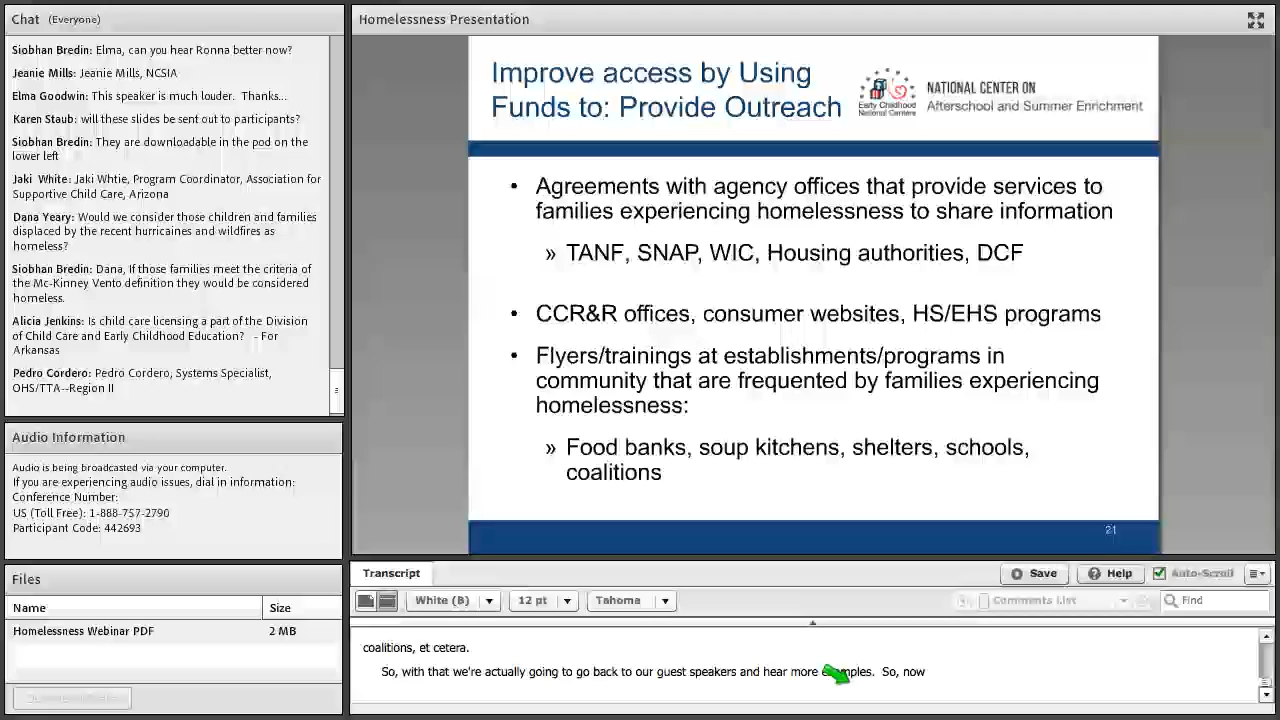 Chat (Everyone)
Siobhan Bredin: Elma, can you hear Ronna better now?
Jeanie Mills: Jeanie Mills, NCSIA
Elma Goodwin: This speaker is much louder. Thanks...
Karen Staub: will these slides be sent out to participants?
Siobhan Bredin: They are downloadable in the pod on the
lower left
Jaki White: Jaki Whtie, Program Coordinator, Association for
Supportive Child Care, Arizona
Dana Yeary: Would we consider those children and families
displaced by the recent hurricaines and wildfires as
homeless?
Siobhan Bredin: Dana, If those families meet the criteria of
the Mc-Kinney Vento definition they would be considered
homeless.
Alicia Jenkins: Is child care licensing a part of the Division
of Child Care and Early Childhood Education? - For
Arkansas
Pedro Cordero: Pedro Cordero, Systems Specialist,
OHS/TTA--Region II
Audio Information
Audio is being broadcasted via your computer.
If you are experiencing audio issues, dial in information:
Conference Number:
US (Toll Free): 1-888-757-2790
Participant Code: 442693
Files
Name Size
Homelessness Webinar PDF 2 MB
Homelessness Presentation
Improve access by Using
Funds to: Provide Outreach
Early Childhood
National Centers
NATIONAL CENTER ON
Afterschool and Summer Enrichment
• Agreements with agency offices that provide services to
families experiencing homelessness to share information
» TANF, SNAP, WIC, Housing authorities, DCF
• CCR&R offices, consumer websites, HS/EHS programs
• Flyers/trainings at establishments/programs in
community that are frequented by families experiencing
homelessness:
» Food banks, soup kitchens, shelters, schools,
coalitions
21
Transcript Save Help Auto-Scroll
White (B) 12 pt Tahoma Comments List Find
coalitions, et cetera.
So, with that we're actually going to go back to our guest speakers and hear more So, now